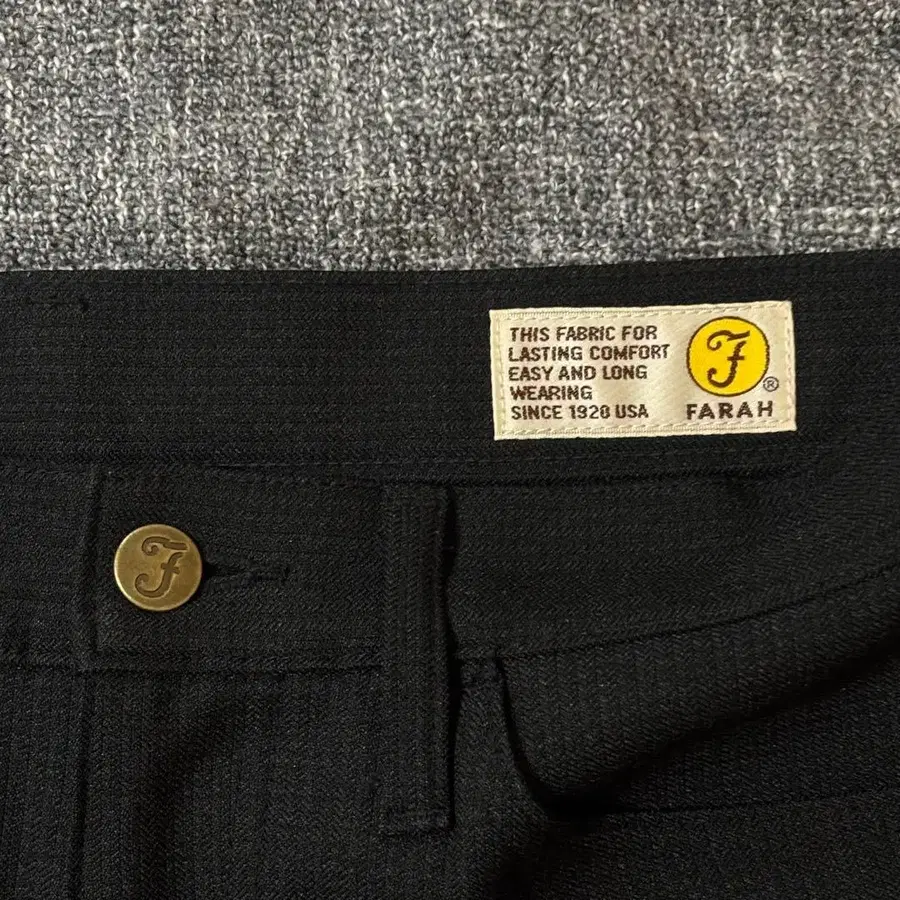 THIS FABRIC FOR
LASTING COMFORT
EASY AND LONG
WEARING
SINCE 1920 USA
F®
FARAH
F